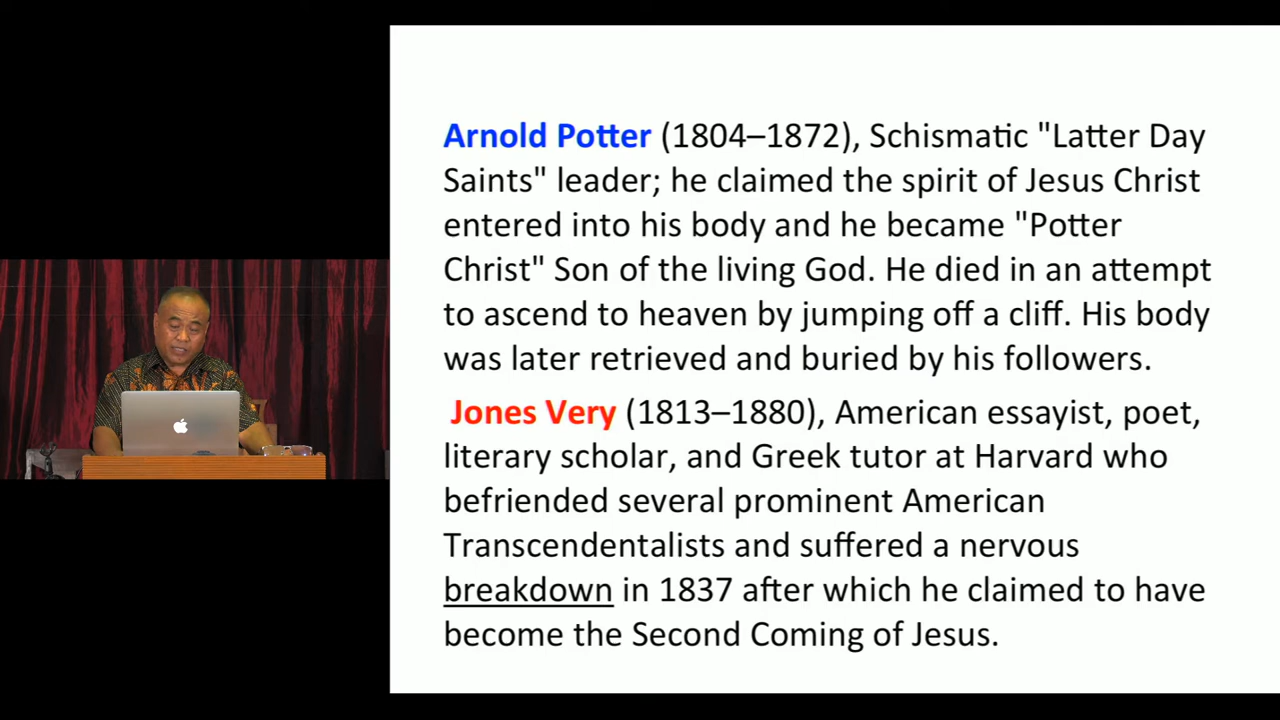 Arnold Potter (1804–1872), Schismatic "Latter Day
Saints" leader; he claimed the spirit of Jesus Christ
entered into his body and he became "Potter
Christ" Son of the living God. He died in an attempt
to ascend to heaven by jumping off a cliff. His body
was later retrieved and buried by his followers.
Jones Very (1813–1880), American essayist, poet,
literary scholar, and Greek tutor at Harvard who
befriended several prominent American
Transcendentalists and suffered a nervous
breakdown in 1837 after which he claimed to have
become the Second Coming of Jesus.